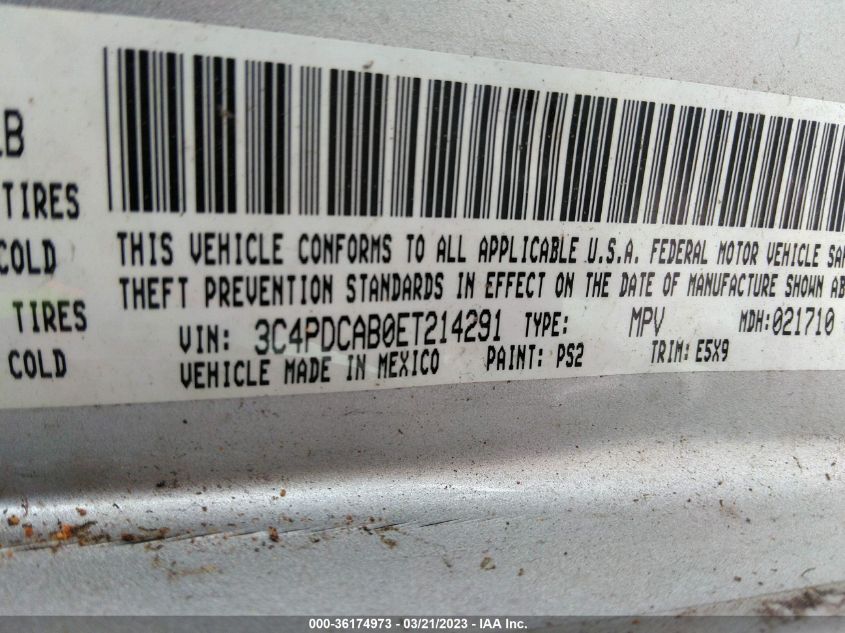 LB
TIRES
COLD
TIRES
COLD
THIS VEHICLE CONFORMS TO ALL APPLICABLE U.S.A. FEDERAL MOTOR VEHICLE SAF
THEFT PREVENTION STANDARDS IN EFFECT ON THE DATE OF MANUFACTURE SHOWN AB
VIN: 3C4PDCAB0ET214291 TYPE: MPV MDH:021710
VEHICLE MADE IN MEXICO PAINT: PS2 TRIM: E5X9
000-36174973 - 03/21/2023 - IAA Inc.